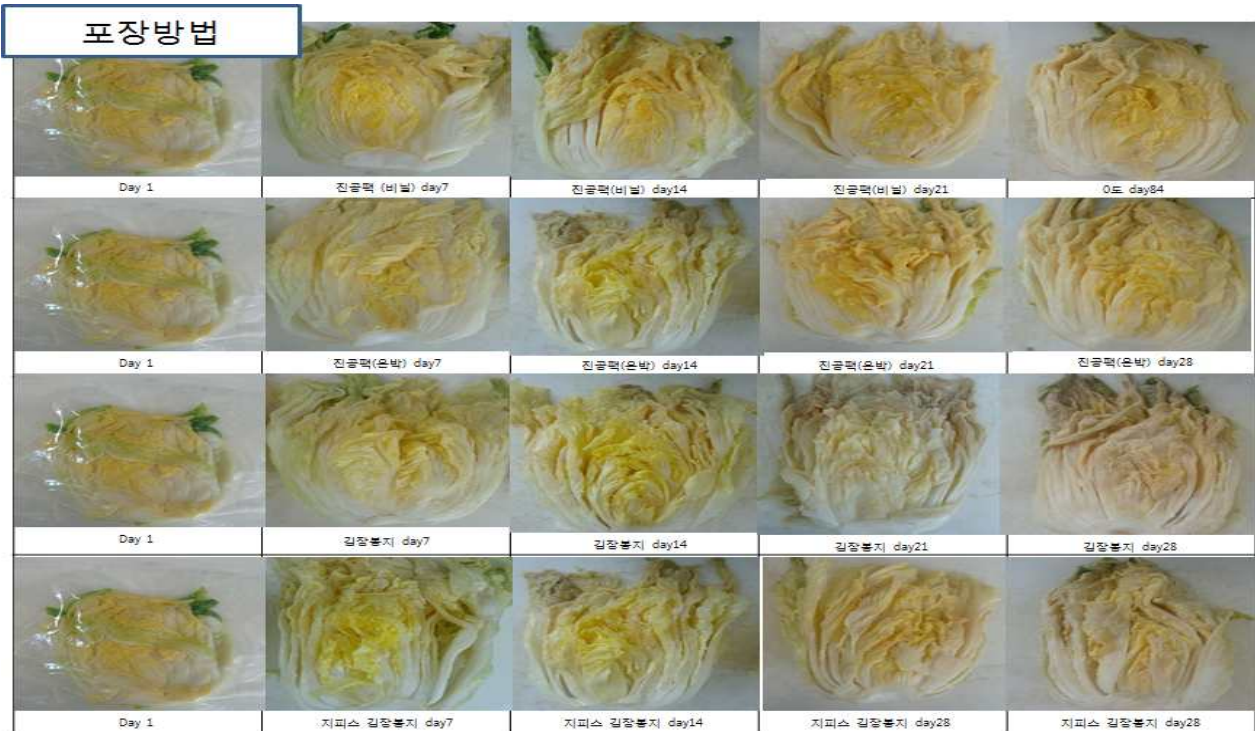 포장방법
Day 1
진공팩 (비닐) day7
진공팩(비닐) day14
진공팩(비닐) day21
0도 day84
Day 1
진공팩(은박) day7
진공팩(은박) day14
진공팩(은박) day21
진공팩(은박) day28
Day 1
김장봉지 day7
김장봉지 day14
김장봉지 day21
김장봉지 day28
Day 1
지피스 김장봉지 day7
지피스 김장봉지 day14
지피스 김장봉지 day28
지피스 김장봉지 day28